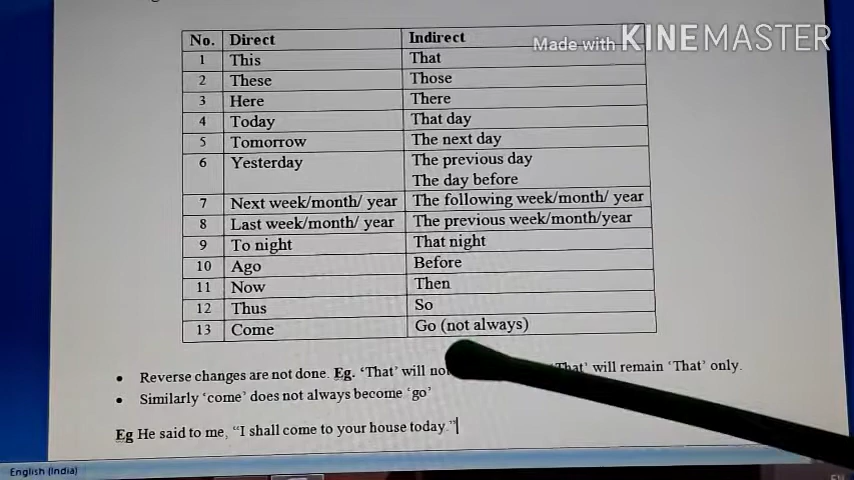 Made with KINEMASTER
No. Direct Indirect
1 This That
2 These Those
3 Here There
4 Today That day
5 Tomorrow The next day
6 Yesterday The previous day
The day before
7 Next week/month/ year The following week/month/ year
8 Last week/month/ year The previous week/month/year
9 To night That night
10 Ago Before
11 Now Then
12 Thus So
13 Come Go (not always)
• Reverse changes are not done. Eg. ‘That’ will ‘That’ will remain ‘That’ only.
• Similarly ‘come’ does not always become ‘go’
Eg He said to me, “I shall come to your house today.”
English (India)